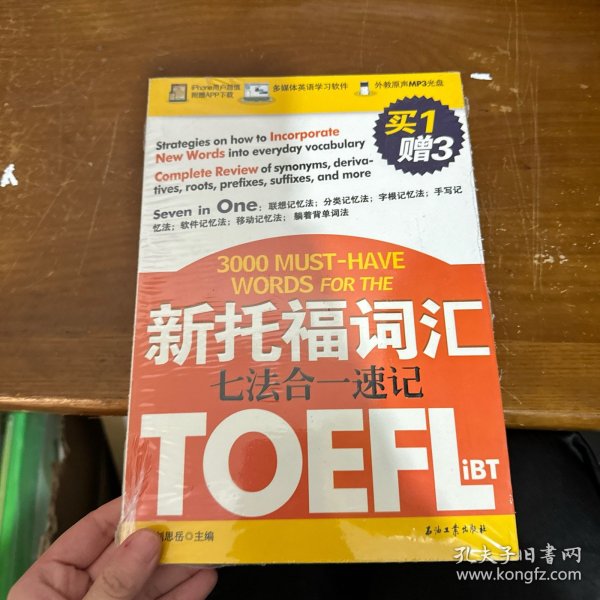 iPhone用户超值
附赠APP下载
多媒体英语学习软件
外教原声MP3光盘
买1
赠3
Strategies on how to Incorporate
New Words into everyday vocabulary
Complete Review of synonyms, deriva-
tives, roots, prefixes, suffixes, and more
Seven in One：联想记忆法；分类记忆法；字根记忆法；手写记
忆法；软件记忆法；移动记忆法；躺着背单词法
3000 MUST-HAVE
WORDS FOR THE
新托福词汇
七法合一速记
TOEFL
iBT
思岳◎主编
石油工业出版社
孔夫子旧书网
www.kongfz.com